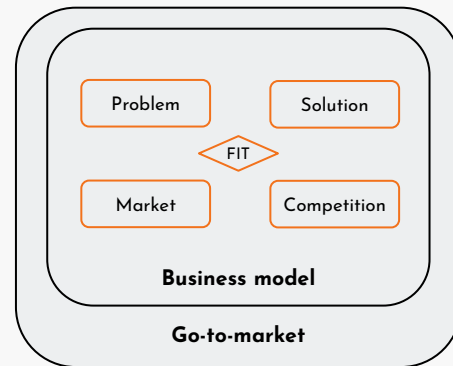 Problem
Solution
FIT
Market
Competition
Business model
Go-to-market